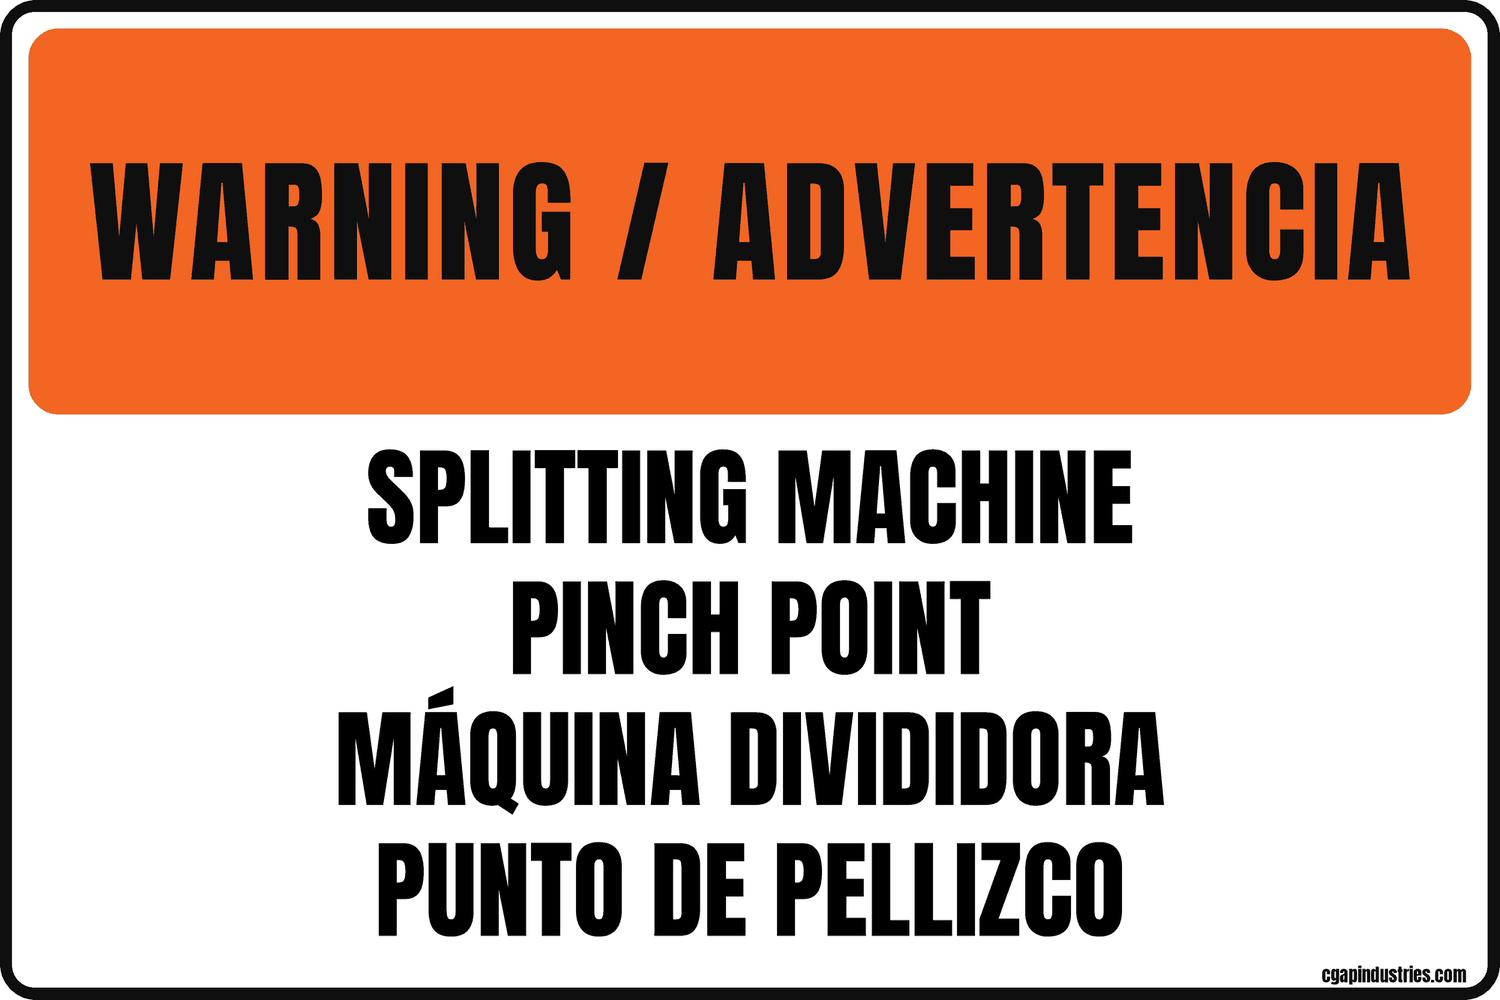 WARNING / ADVERTENCIA
SPLITTING MACHINE
PINCH POINT
MÁQUINA DIVIDIDORA
PUNTO DE PELLIZCO
cgapindustries.com